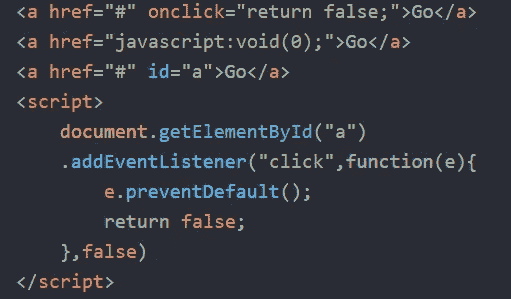 <a href="#" onclick="return false;">Go</a>
<a href="javascript:void(0);">Go</a>
<a href="#" id="a">Go</a>
<script>
    document.getElementById("a")
    .addEventListener("click",function(e){
        e.preventDefault();
        return false;
    },false)
</script>